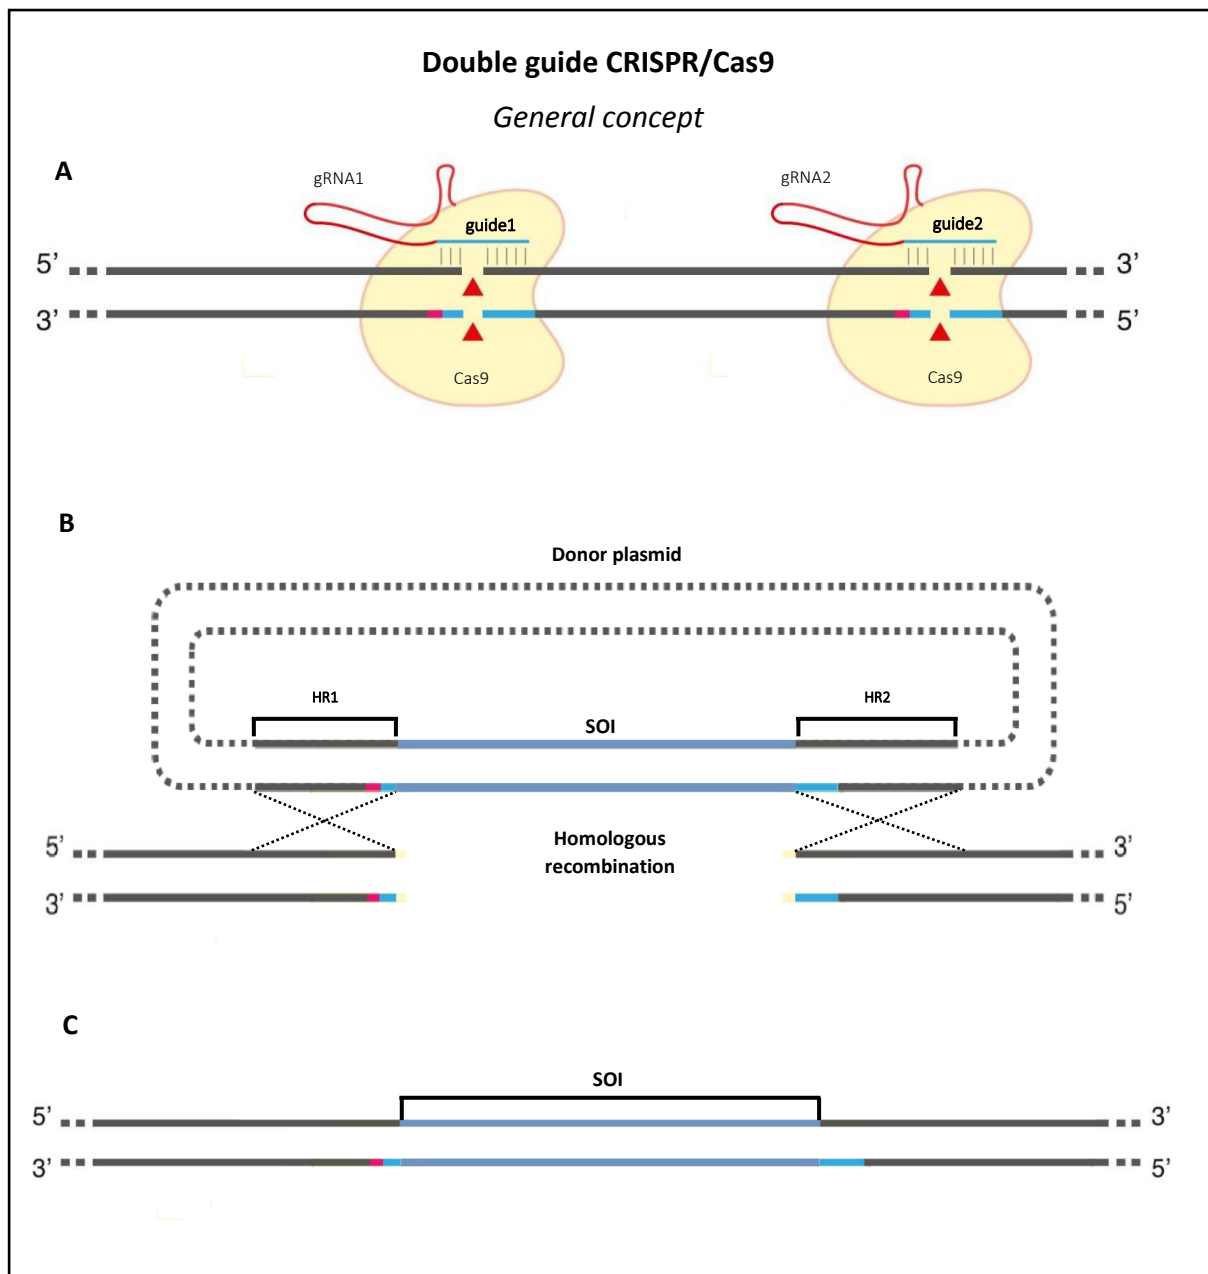 Double guide CRISPR/Cas9
General concept
A
gRNA1
gRNA2
guide1
guide2
5’
3’
3’
5’
Cas9
Cas9
B
Donor plasmid
HR1
HR2
SOI
5’
Homologous
recombination
3’
3’
5’
C
SOI
5’
3’
3’
5’